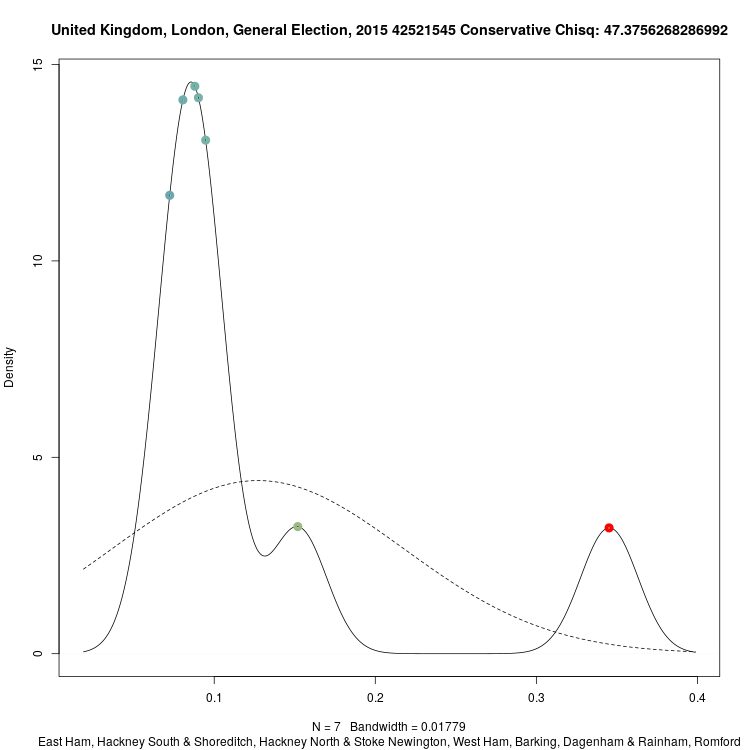 United Kingdom, London, General Election, 2015 42521545 Conservative Chisq: 47.3756268286992
15
10
5
0
Density
0.1 0.2 0.3 0.4
N = 7 Bandwidth = 0.01779
East Ham, Hackney South & Shoreditch, Hackney North & Stoke Newington, West Ham, Barking, Dagenham & Rainham, Romford